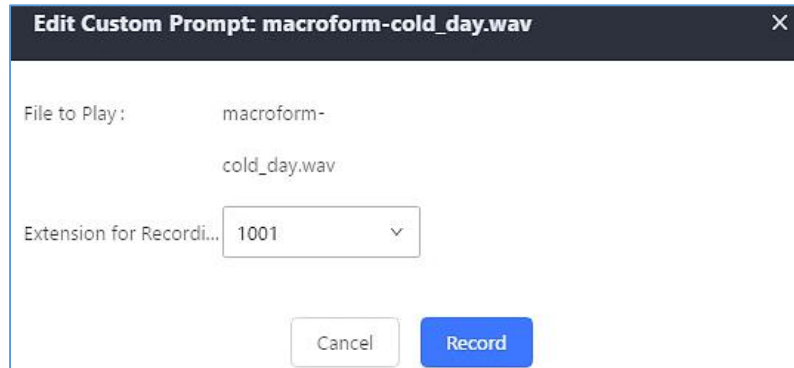 Edit Custom Prompt: macroform-cold_day.wav
File to Play :
macroform-
cold_day.wav
Extension for Recordi...
1001
Cancel
Record